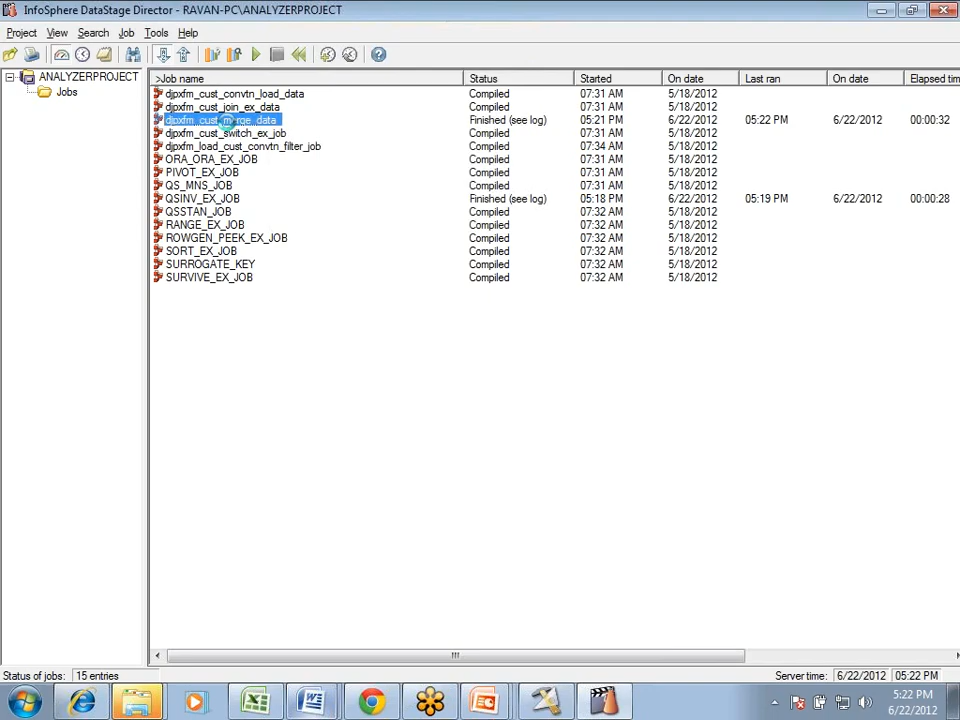 InfoSphere DataStage Director - RAVAN-PC\ANALYZERPROJECT
Project View Search Job Tools Help
ANALYZERPROJECT
Jobs
>Job name Status Started On date Last ran On date Elapsed tim
djpxfm_cust_convtn_load_data Compiled 07:31 AM 5/18/2012
djpxfm_cust_join_ex_data Compiled 07:31 AM 5/18/2012
djpxfm_cust_merge_data Finished (see log) 05:21 PM 6/22/2012 05:22 PM 6/22/2012 00:00:32
djpxfm_cust_switch_ex_job Compiled 07:31 AM 5/18/2012
djpxfm_load_cust_convtn_filter_job Compiled 07:34 AM 5/18/2012
ORA_ORA_EX_JOB Compiled 07:31 AM 5/18/2012
PIVOT_EX_JOB Compiled 07:31 AM 5/18/2012
QS_MNS_JOB Compiled 07:31 AM 5/18/2012
QSINV_EX_JOB Finished (see log) 05:18 PM 6/22/2012 05:19 PM 6/22/2012 00:00:28
QSSTAN_JOB Compiled 07:32 AM 5/18/2012
RANGE_EX_JOB Compiled 07:32 AM 5/18/2012
ROWGEN_PEEK_EX_JOB Compiled 07:32 AM 5/18/2012
SORT_EX_JOB Compiled 07:32 AM 5/18/2012
SURROGATE_KEY Compiled 07:32 AM 5/18/2012
SURVIVE_EX_JOB Compiled 07:32 AM 5/18/2012
Status of jobs: 15 entries Server time: 6/22/2012 05:22 PM
5:22 PM
6/22/2012